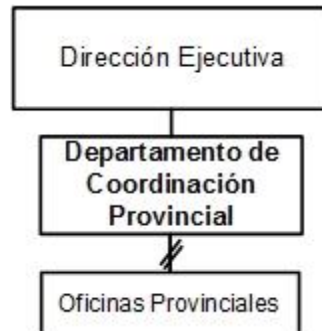 Dirección Ejecutiva
Departamento de
Coordinación
Provincial
Oficinas Provinciales